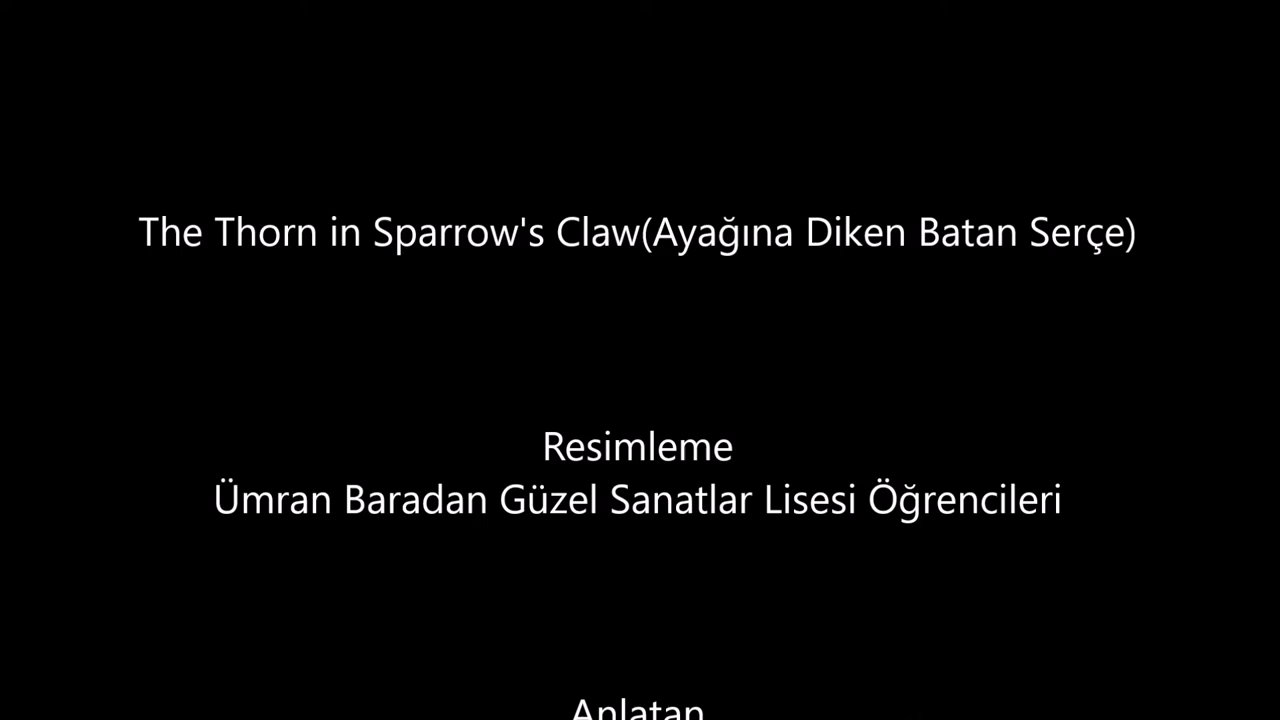 The Thorn in Sparrow's Claw(Ayağına Diken Batan Serçe)
Resimleme
Ümran Baradan Güzel Sanatlar Lisesi Öğrencileri
Anlatan